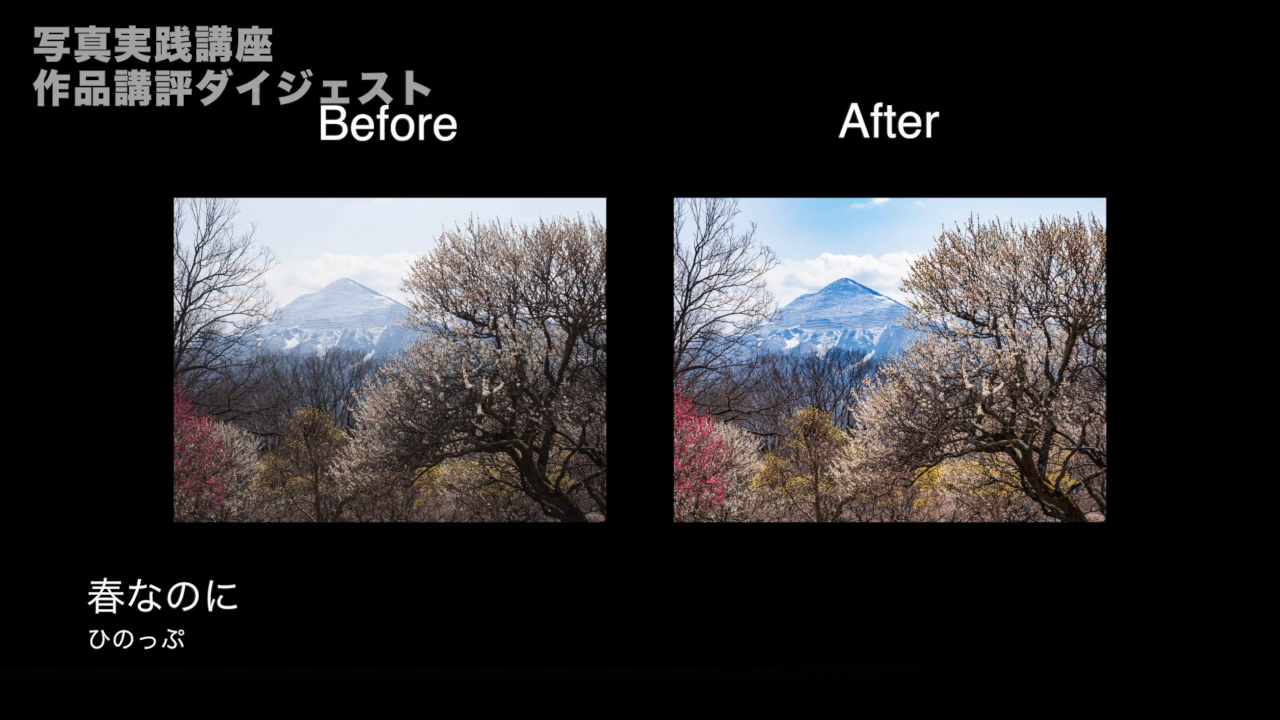 写真実践講座
作品講評ダイジェスト
Before
After
春なのに
ひのっぷ